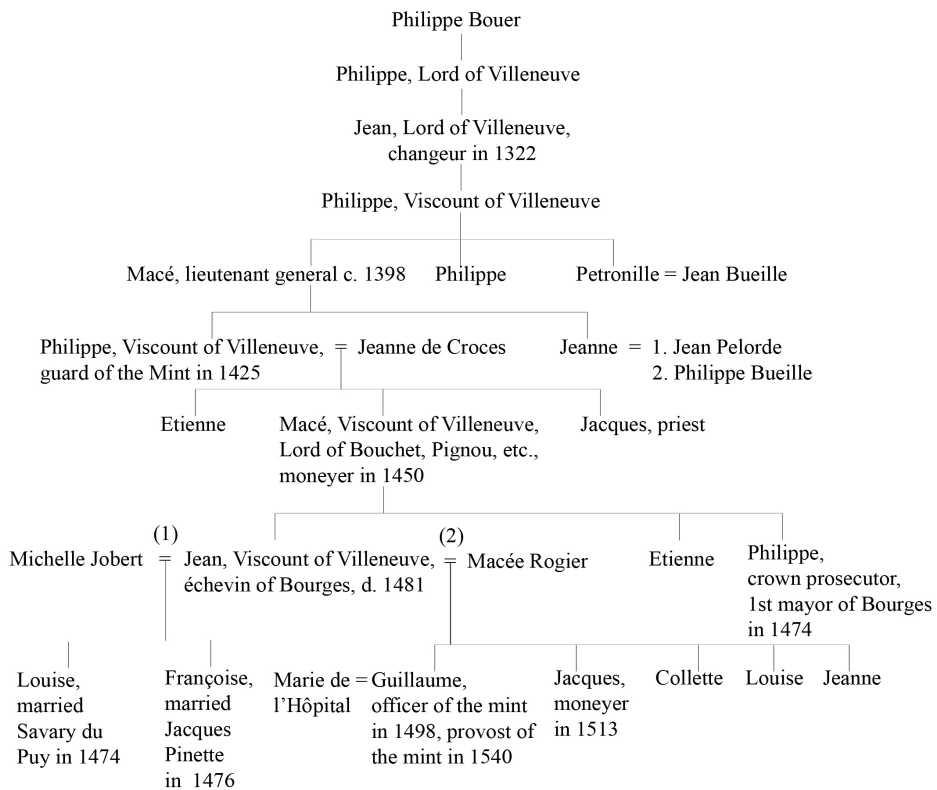 Philippe Bouer
Philippe, Lord of Villeneuve
Jean, Lord of Villeneuve,
changeur in 1322
Philippe, Viscount of Villeneuve
Macé, lieutenant general c. 1398
Philippe
Petronille = Jean Bueille
Philippe, Viscount of Villeneuve, = Jeanne de Croces
guard of the Mint in 1425
Jeanne = 1. Jean Pelorde
2. Philippe Bueille
Etienne
Macé, Viscount of Villeneuve,
Lord of Bouchet, Pignou, etc.,
moneyer in 1450
Jacques, priest
(1)
(2)
Michelle Jobert = Jean, Viscount of Villeneuve, = Macée Rogier
échevin of Bourges, d. 1481
Etienne
Philippe,
crown prosecutor,
1st mayor of Bourges
in 1474
Louise,
married
Savary du
Puy in 1474
Françoise,
married
Jacques
Pinette
in 1476
Marie de = Guillaume,
l'Hôpital
officer of the mint
in 1498, provost of
the mint in 1540
Jacques,
moneyer
in 1513
Collette
Louise
Jeanne